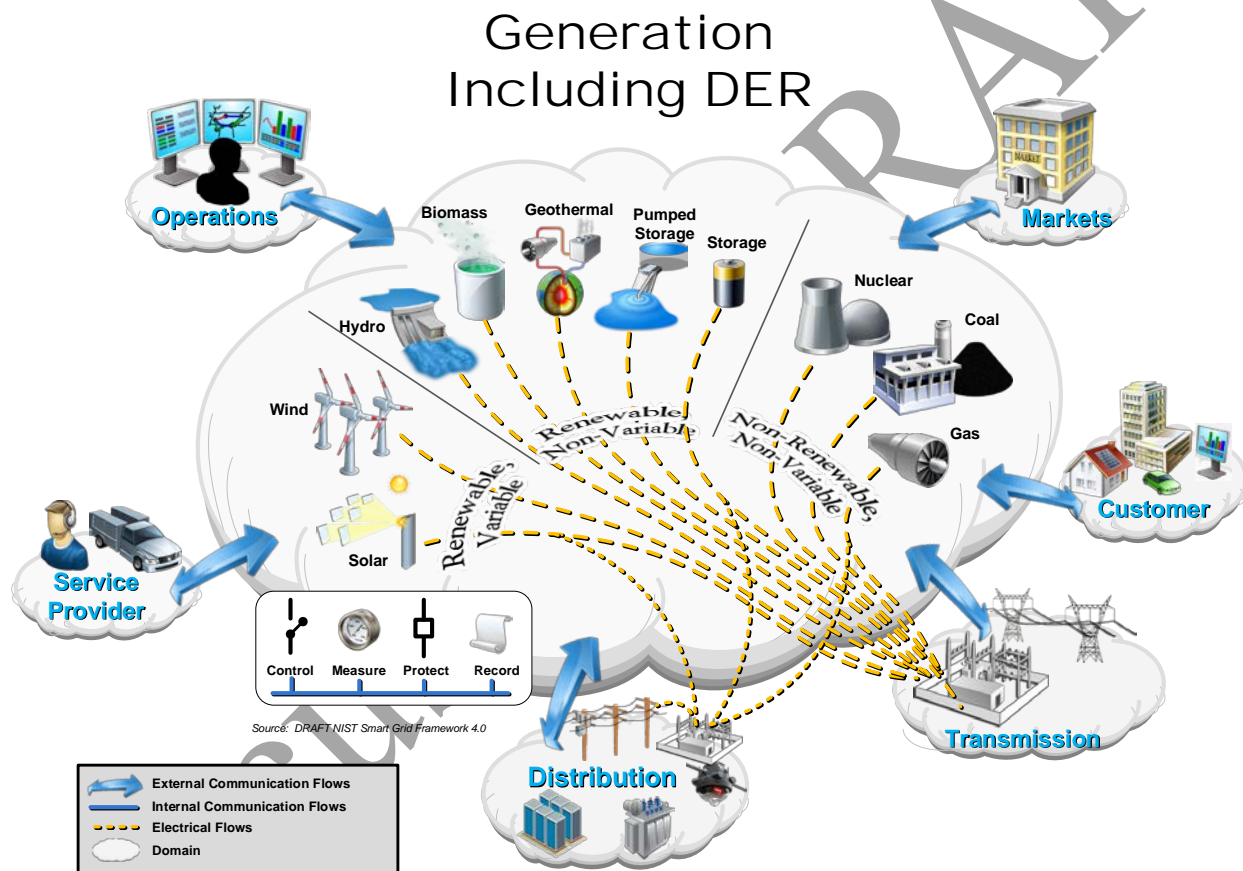 Generation
Including DER
Operations
Markets
Biomass
Geothermal
Pumped
Storage
Storage
MARKET
Nuclear
Hydro
Coal
Wind
Renewable,
Non-Variable
Non-Renewable,
Non-Variable
Gas
Renewable,
Variable
Customer
Solar
Service
Provider
Control
Measure
Protect
Record
Source: DRAFT NIST Smart Grid Framework 4.0
Transmission
Distribution
External Communication Flows
Internal Communication Flows
Electrical Flows
Domain